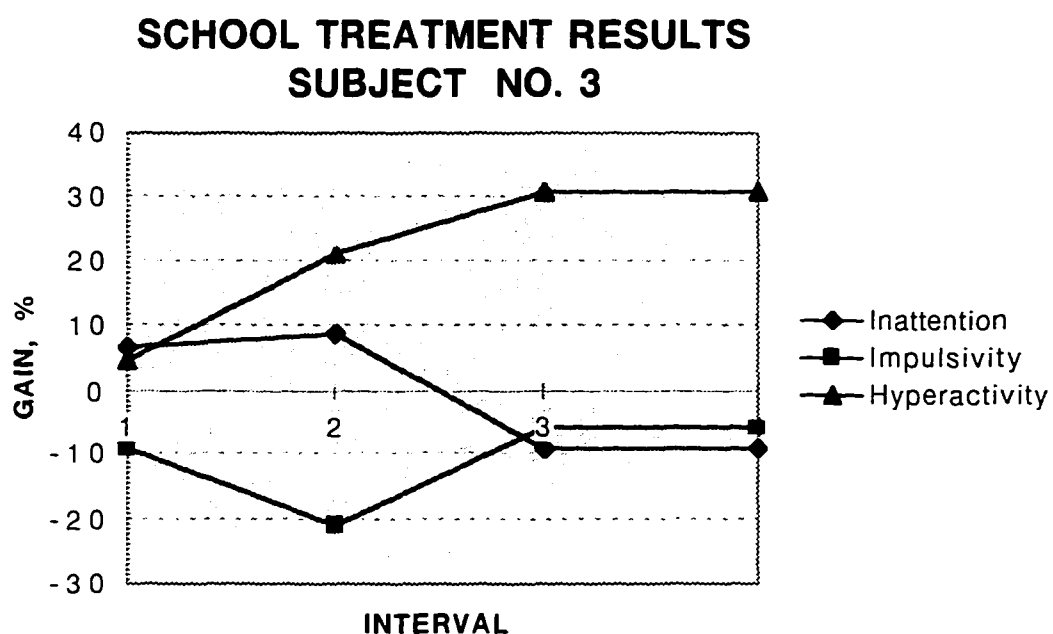 SCHOOL TREATMENT RESULTS
SUBJECT NO. 3
40
30
20
10
0
-10
-20
-30
GAIN, %
1 2 3
INTERVAL
Inattention
Impulsivity
Hyperactivity